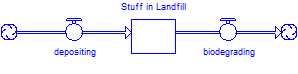 Stuff in Landfill
depositing
biodegrading